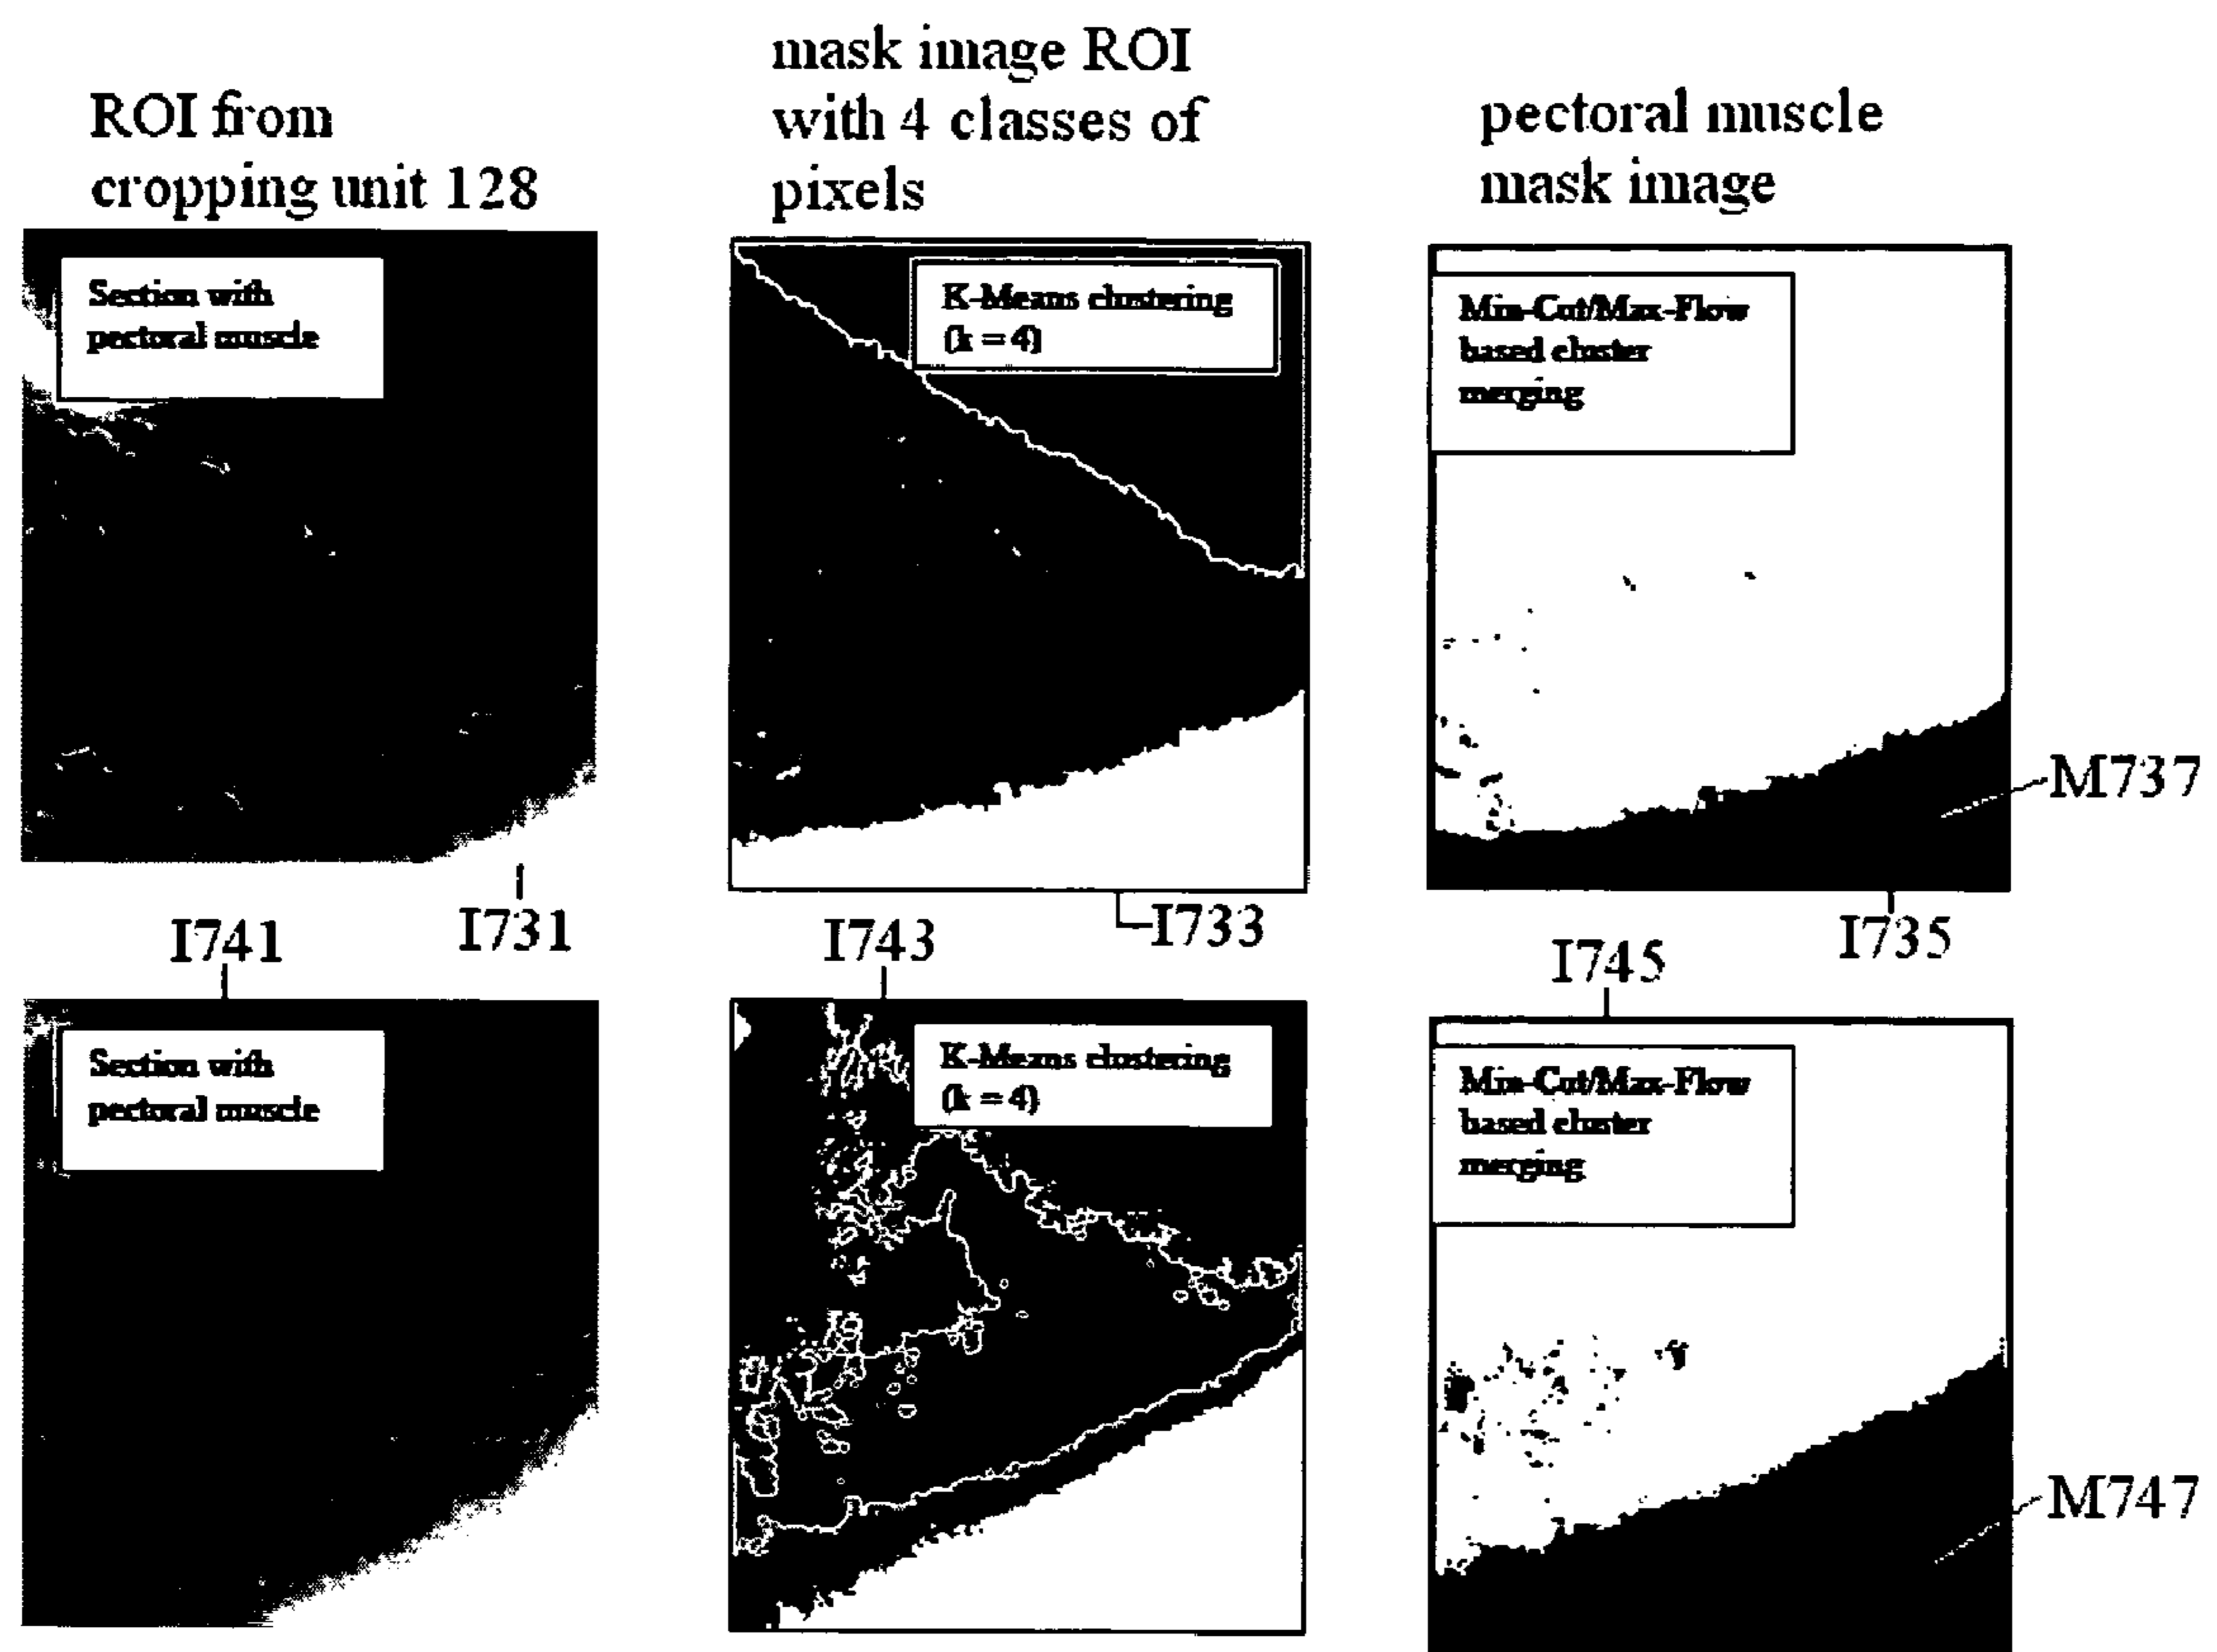 ROI from
cropping unit 128
mask image ROI
with 4 classes of
pixels
pectoral muscle
mask image
Section with
pectoral muscle
K-Means clustering
(k = 4)
Min-Cut/Max-Flow
based cluster
merging
M737
I731
I733
I735
I741
I743
I745
Section with
pectoral muscle
K-Means clustering
(k = 4)
Min-Cut/Max-Flow
based cluster
merging
M747